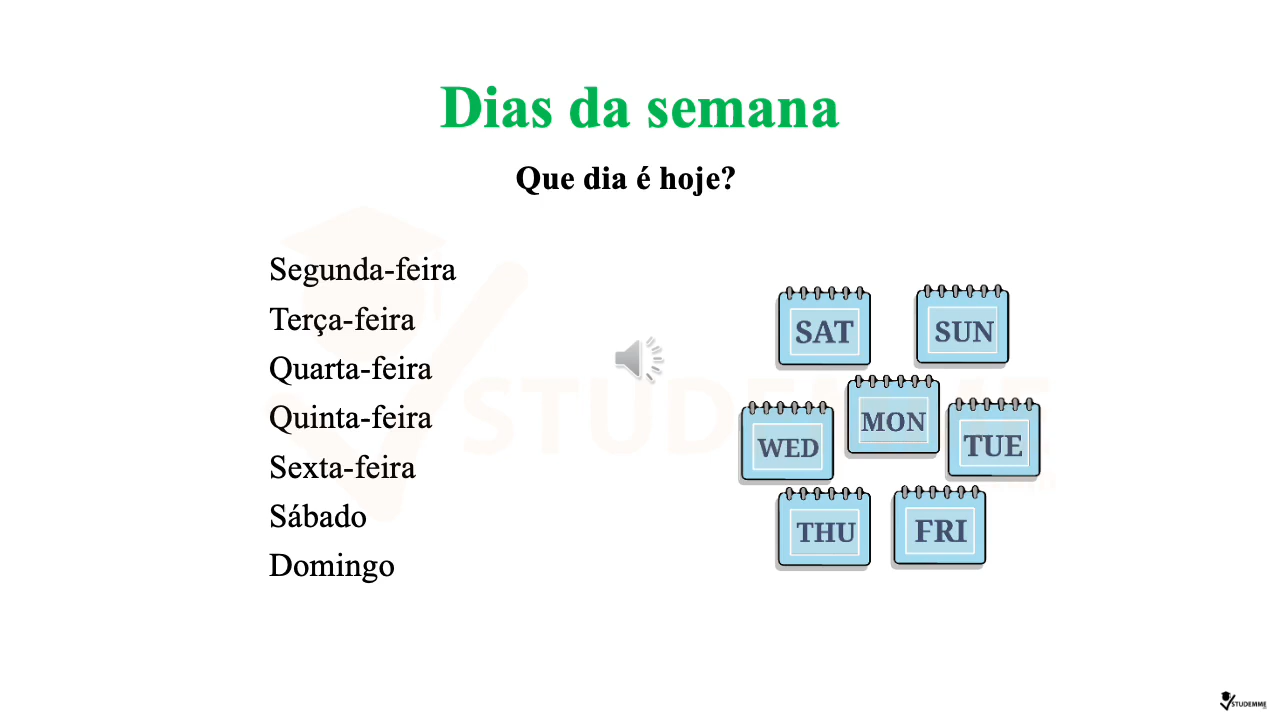 Dias da semana
Que dia é hoje?
Segunda-feira
Terça-feira
Quarta-feira
Quinta-feira
Sexta-feira
Sábado
Domingo
SAT
SUN
WED
MON
TUE
THU
FRI
STUDEMME
STUDEMME